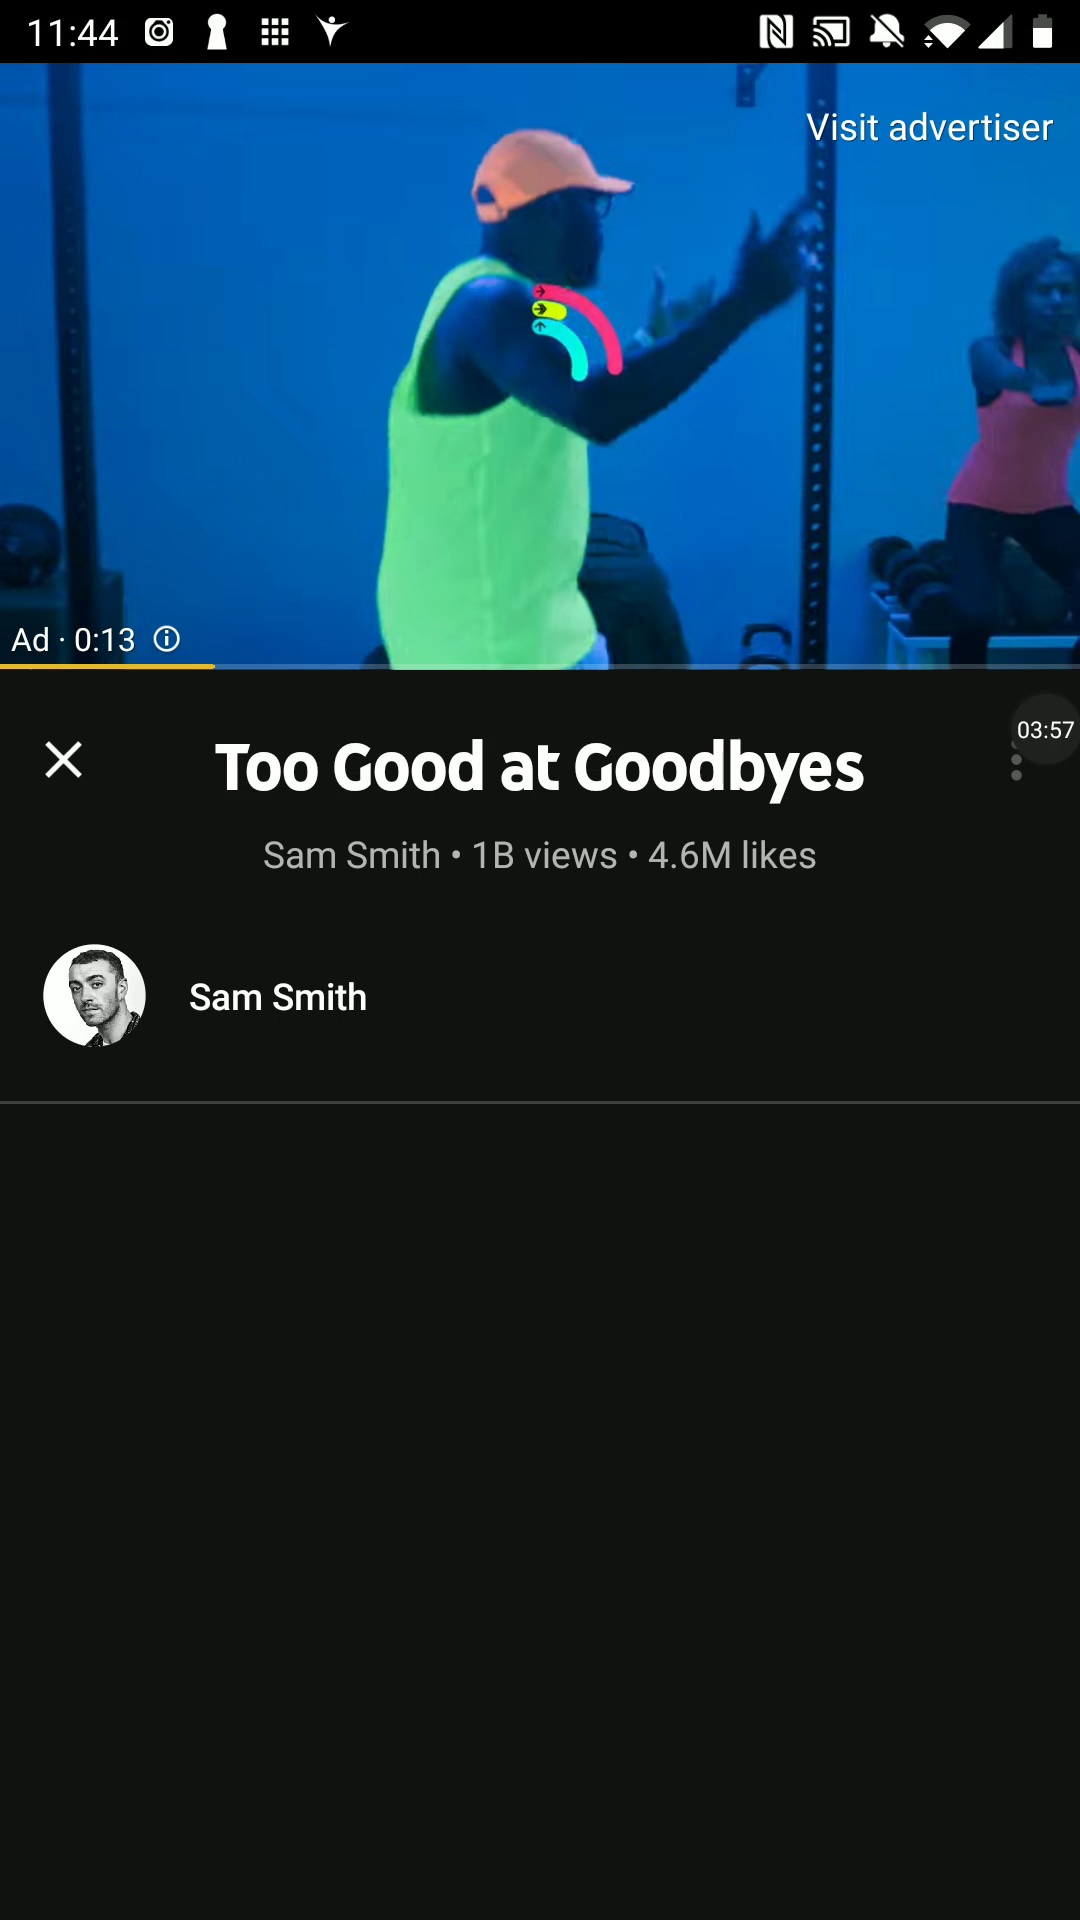 11:44
Visit advertiser
Ad · 0:13
03:57
Too Good at Goodbyes
Sam Smith • 1B views • 4.6M likes
Sam Smith